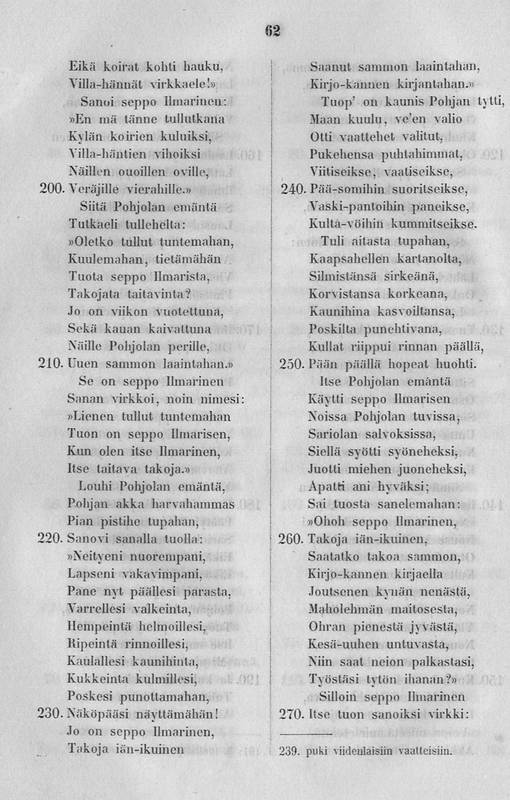 62
Eikä koirat kohti hauku,
Villa-hännät virkkaele!»
Sanoi seppo Ilmarinen:
»En mä tänne tullutkana
Kylän koirien kuluiksi,
Villa-häntien vihoiksi
Näillen ouoillen oville,
200. Veräjille vierahille.»
Siitä Pohjolan emäntä
Tutkaeli tullehelta:
»Oletko tullut tuntemahan,
Kuulemahan, tietämähän
Tuota seppo Ilmarista,
Takojata taitavinta?
Jo on viikon vuotettuna,
Sekä kauan kaivattuna
Näille Pohjolan perille,
210. Uuen sammon laaintahan.»
Se on seppo Ilmarinen
Sanan virkkoi, noin nimesi:
»Lienen tullut tuntemahan
Tuon on seppo Ilmarisen,
Kun olen itse Ilmarinen,
Itse taitava takoja.»
Louhi Pohjolan emäntä,
Pohjan akka harvahammas
Pian pistihe tupahan,
220. Sanovi sanalla tuolla:
»Neityeni nuorempani,
Lapseni vakavimpani,
Pane nyt päällesi parasta,
Varrellesi valkeinta,
Hempeintä helmoillesi,
Ripeintä rinnoillesi,
Kaulallesi kaunihinta,
Kukkeinta kulmillesi,
Poskesi punottamahan,
230. Näköpääsi näyttämähän!
Jo on seppo Ilmarinen,
Takoja iän-ikuinen
Saanut sammon laaintahan,
Kirjo-kannen kirjantahan.»
Tuop' on kaunis Pohjan tytti,
Maan kuulu, ve'en valio
Otti vaattehet valitut,
Pukehensa puhtahimmat,
Viitiseikse, vaatiseikse,
240. Pää-somihin suoritseikse,
Vaski-pantoihin paneikse,
Kulta-vöihin kummitseikse.
Tuli aitasta tupahan,
Kaapsahellen kartanolta,
Silmistänsä sirkeänä,
Korvistansa korkeana,
Kaunihina kasvoiltansa,
Poskilta punehtivana,
Kullat riippui rinnan päällä,
250. Pään päällä hopeat huohti.
Itse Pohjolan emäntä
Käytti seppo Ilmarisen
Noissa Pohjolan tuvissa,
Sariolan salvoksissa,
Siellä syötti syöneheksi,
Juotti miehen juoneheksi,
Apatti ani hyväksi;
Sai tuosta sanelemahan:
»Ohoh seppo Ilmarinen,
260. Takoja iän-ikuinen,
Saatatko takoa sammon,
Kirjo-kannen kirjaella
Joutsenen kynän nenästä,
Maholehmän maitosesta,
Ohran pienestä jyvästä,
Kesä-uuhen untuvasta,
Niin saat neion palkastasi,
Työstäsi tytön ihanan?»
Silloin seppo Ilmarinen
270. Itse tuon sanoiksi virkki:
239. puki viidenlaisiin vaatteisiin.